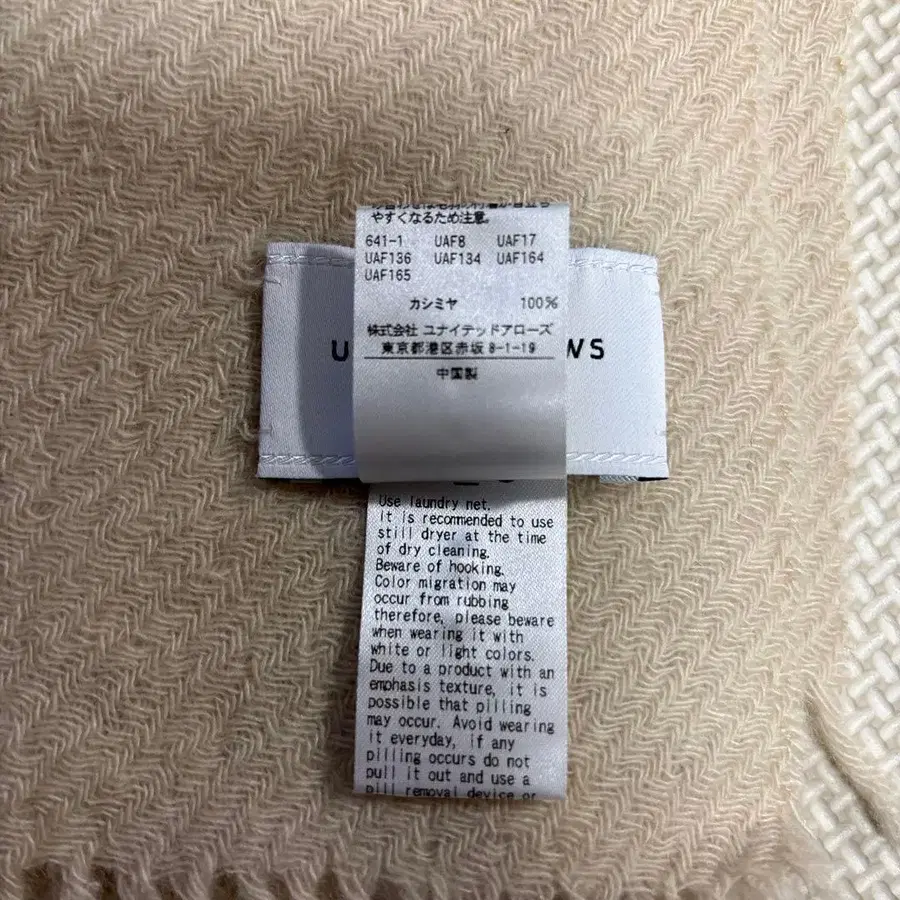 やすくなるため注意。
641-1 UAF8 UAF17
UAF136 UAF134 UAF164
UAF165
カシミヤ 100%
株式会社 ユナイテッドアローズ
東京都港区赤坂 8-1-19
中国製
U WS
Use laundry net.
It is recommended to use
still dryer at the time
of dry cleaning.
Beware of hooking.
Color migration may
occur from rubbing
therefore, please beware
when wearing it with
white or light colors.
Due to a product with an
emphasis texture, it is
possible that pilling
may occur. Avoid wearing
it everyday, if any
pilling occurs do not
pull it out and use a
pill removal device or